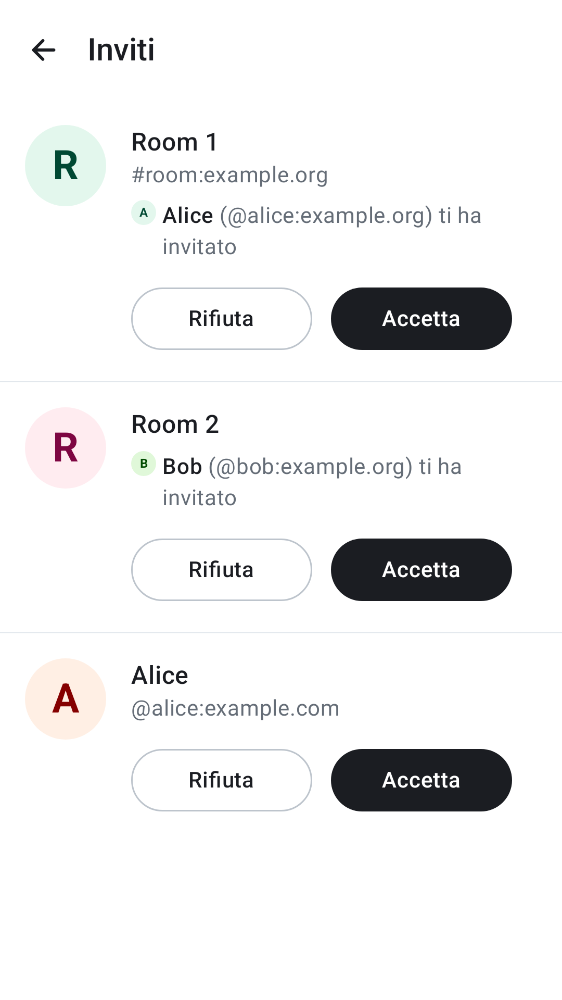 Inviti
R
Room 1
#room:example.org
A Alice (@alice:example.org) ti ha
invitato
Rifiuta
Accetta
R
Room 2
B Bob (@bob:example.org) ti ha
invitato
Rifiuta
Accetta
A
Alice
@alice:example.com
Rifiuta
Accetta